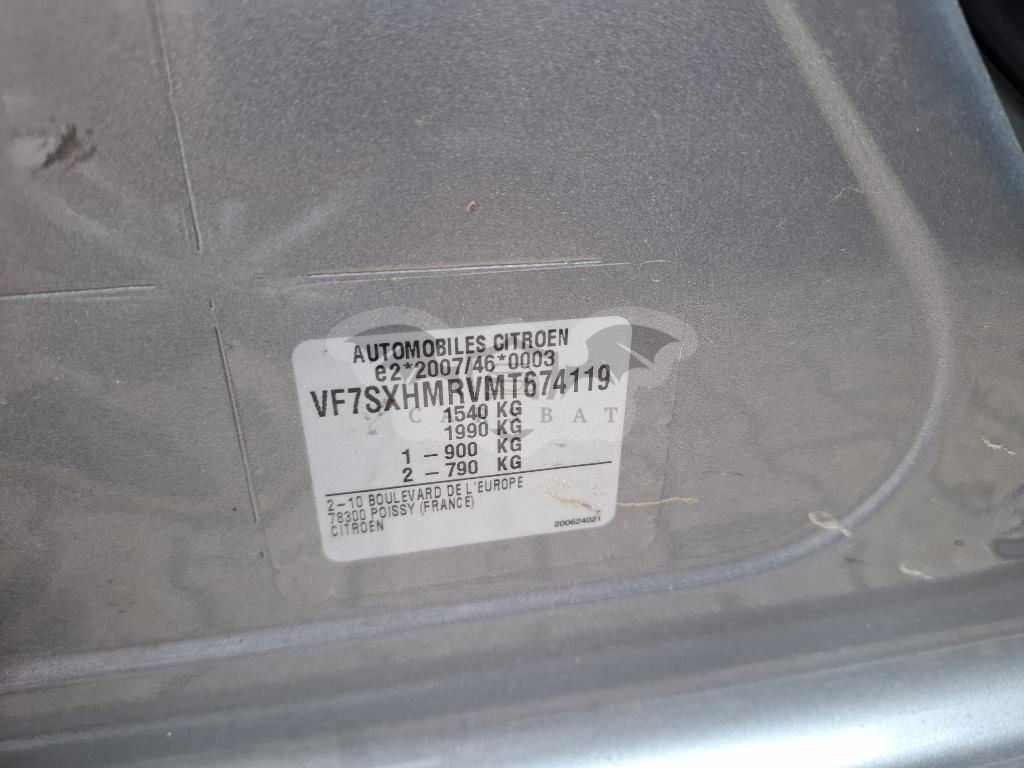 AUTOMOBILES CITROEN
e2*2007/46*0003
VF7SXHMRVMT674119
1540 KG
1990 KG
1 – 900 KG
2 – 790 KG
2–10 BOULEVARD DE L'EUROPE
78300 POISSY (FRANCE)
CITROEN
200624021